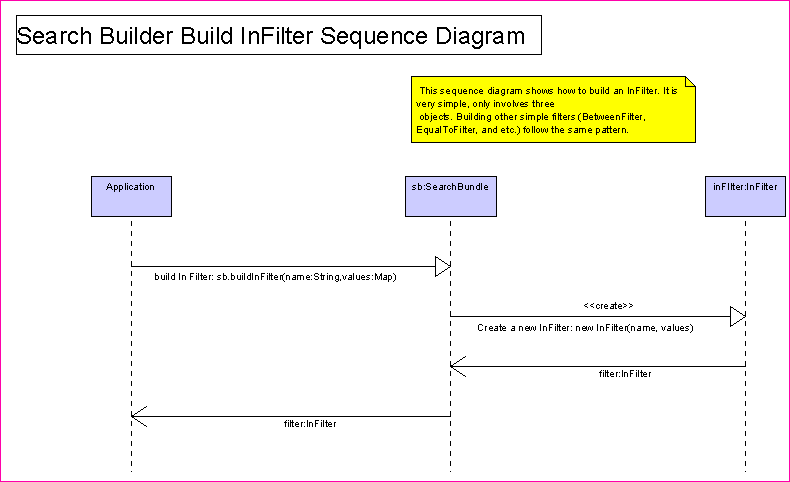 Search Builder Build InFilter Sequence Diagram
This sequence diagram shows how to build an InFilter. It is
very simple, only involves three
objects. Building other simple filters (BetweenFilter,
EqualToFilter, and etc.) follow the same pattern.
Application
sb:SearchBundle
inFIlter:InFilter
build In Filter: sb.buildInFilter(name:String,values:Map)
<<create>>
Create a new InFilter: new InFilter(name, values)
filter:InFilter
filter:InFilter